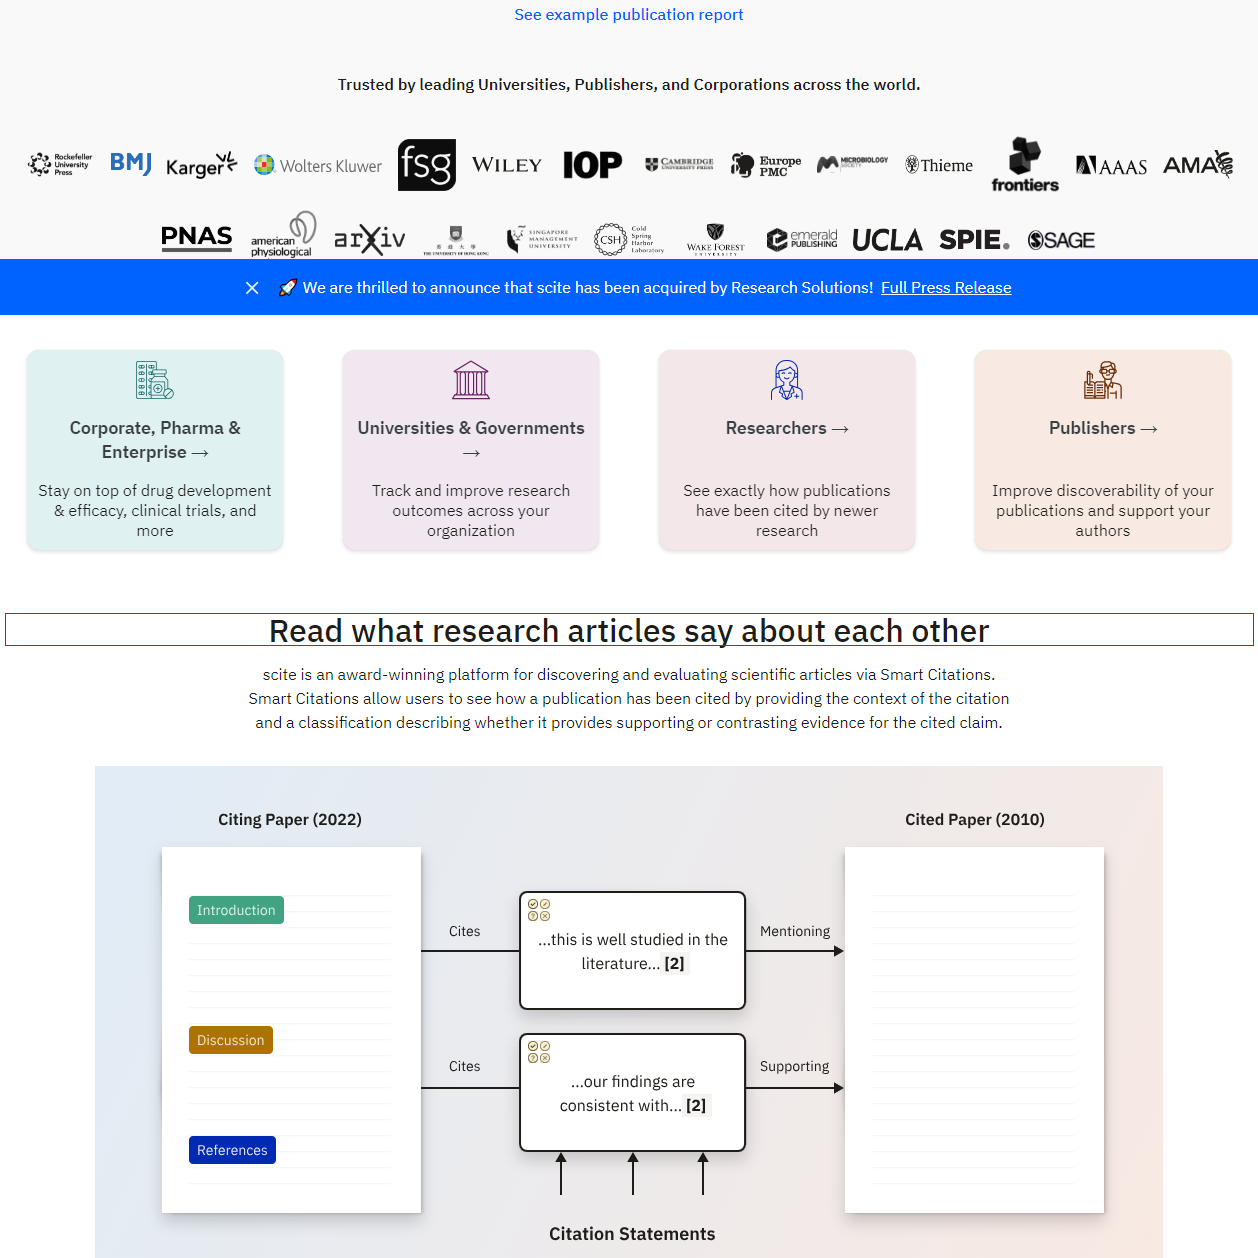 See example publication report
Trusted by leading Universities, Publishers, and Corporations across the world.
Rockefeller University Press
BMJ
Karger
Wolters Kluwer
fsg
WILEY
IOP
CAMBRIDGE UNIVERSITY PRESS
Europe PMC
MICROBIOLOGY SOCIETY
Thieme
frontiers
AAAS
AMA
PNAS
american physiological
arXiv
香港大學
THE UNIVERSITY OF HONG KONG
SINGAPORE MANAGEMENT UNIVERSITY
CSH Cold Spring Harbor Laboratory
WAKE FOREST UNIVERSITY
emerald PUBLISHING
UCLA
SPIE.
SAGE
We are thrilled to announce that scite has been acquired by Research Solutions! Full Press Release
Corporate, Pharma &
Enterprise →
Stay on top of drug development
& efficacy, clinical trials, and
more
Universities & Governments
→
Track and improve research
outcomes across your
organization
Researchers →
See exactly how publications
have been cited by newer
research
Publishers →
Improve discoverability of your
publications and support your
authors
Read what research articles say about each other
scite is an award-winning platform for discovering and evaluating scientific articles via Smart Citations.
Smart Citations allow users to see how a publication has been cited by providing the context of the citation
and a classification describing whether it provides supporting or contrasting evidence for the cited claim.
Citing Paper (2022)
Cited Paper (2010)
Introduction
Cites
...this is well studied in the
literature... [2]
Mentioning
Discussion
Cites
...our findings are
consistent with... [2]
Supporting
References
Citation Statements